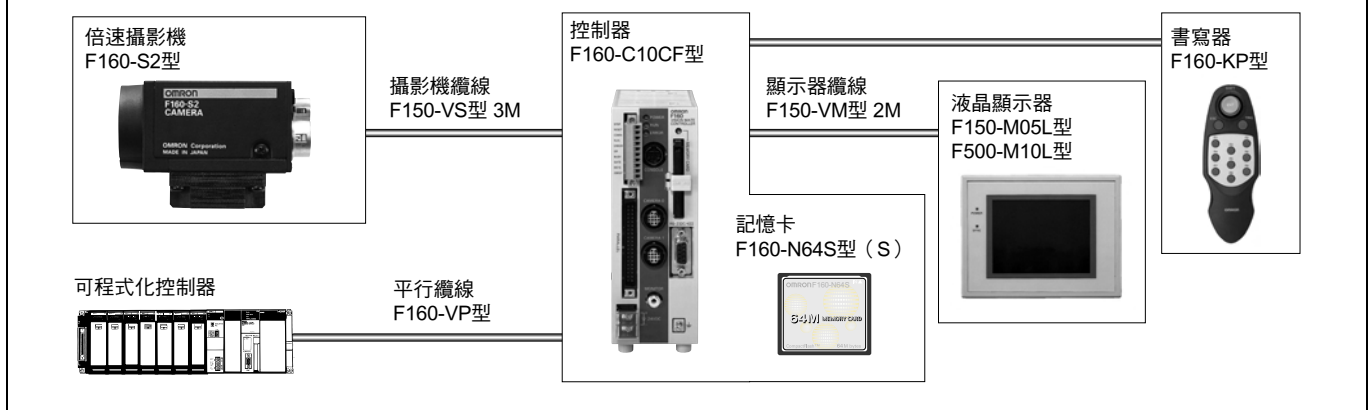 倍速攝影機
F160-S2型
OMRON
F160-S2
CAMERA
OMRON Corporation
MADE IN JAPAN
攝影機纜線
F150-VS型 3M
控制器
F160-C10CF型
顯示器纜線
F150-VM型 2M
液晶顯示器
F150-M05L型
F500-M10L型
書寫器
F160-KP型
記憶卡
F160-N64S型（S）
omron F160-N64S
64M MEMORY CARD
可程式化控制器
平行纜線
F160-VP型